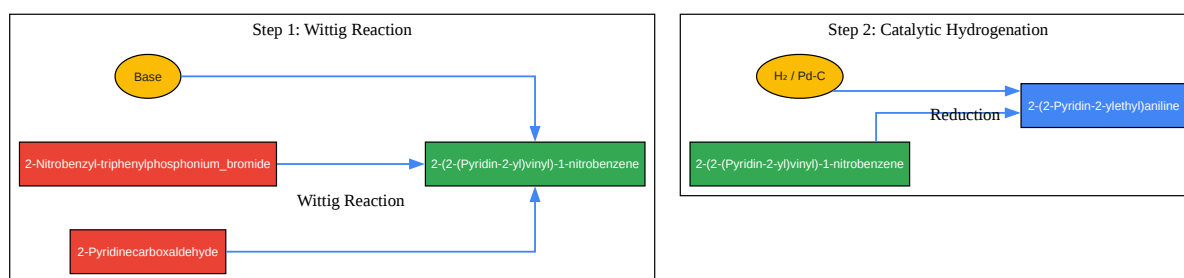 Step 1: Wittig Reaction
Base
2-Nitrobenzyl-triphenylphosphonium_bromide
2-(2-(Pyridin-2-yl)vinyl)-1-nitrobenzene
Wittig Reaction
2-Pyridinecarboxaldehyde
Step 2: Catalytic Hydrogenation
H₂ / Pd-C
2-(2-Pyridin-2-ylethyl)aniline
Reduction
2-(2-(Pyridin-2-yl)vinyl)-1-nitrobenzene